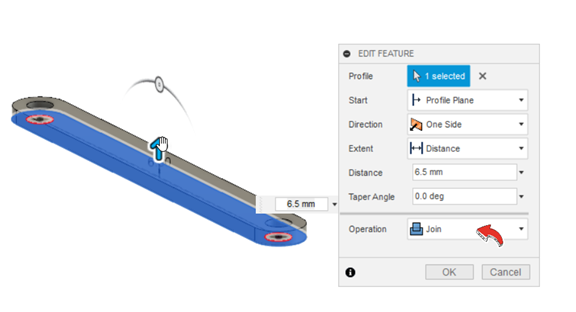 EDIT FEATURE
Profile
1 selected
Start
Profile Plane
Direction
One Side
Extent
Distance
Distance
6.5 mm
Taper Angle
0.0 deg
6.5 mm
Operation
Join
OK
Cancel